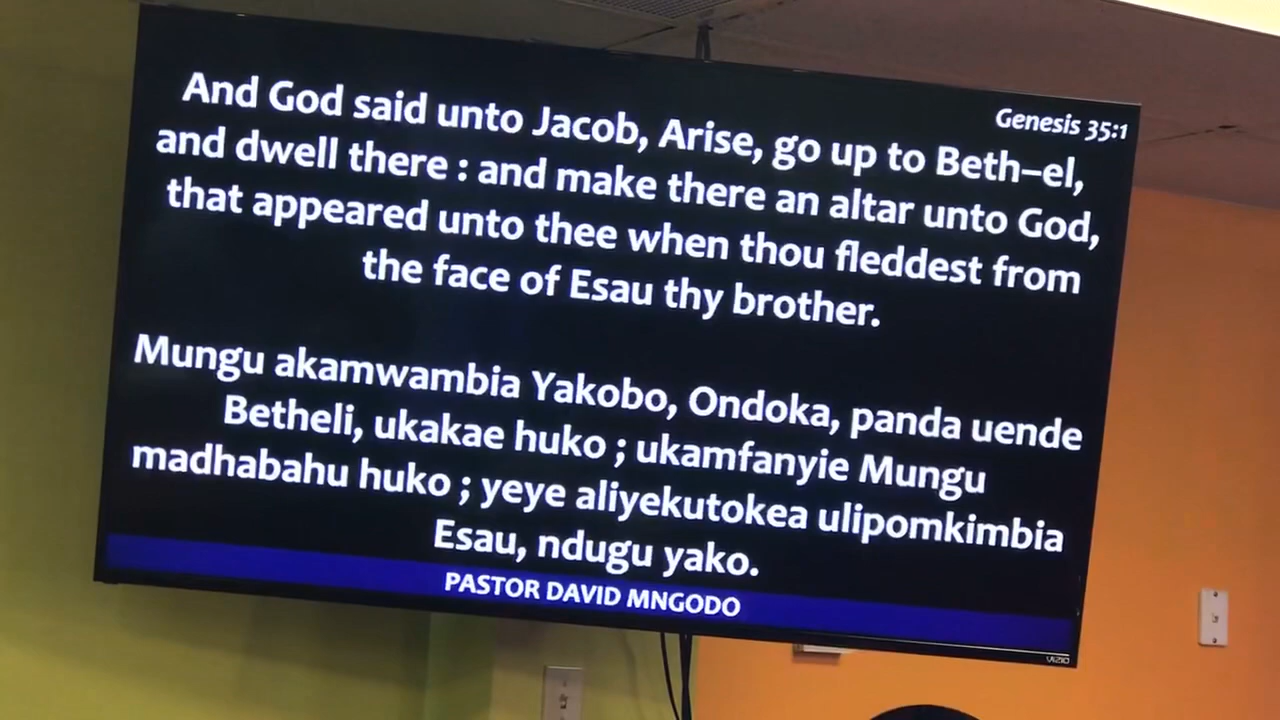 Genesis 35:1
And God said unto Jacob, Arise, go up to Beth–el,
and dwell there : and make there an altar unto God,
that appeared unto thee when thou fleddest from
the face of Esau thy brother.
Mungu akamwambia Yakobo, Ondoka, panda uende
Betheli, ukakae huko ; ukamfanyie Mungu
madhabahu huko ; yeye aliyekutokea ulipomkimbia
Esau, ndugu yako.
PASTOR DAVID MNGODO
VIZIO